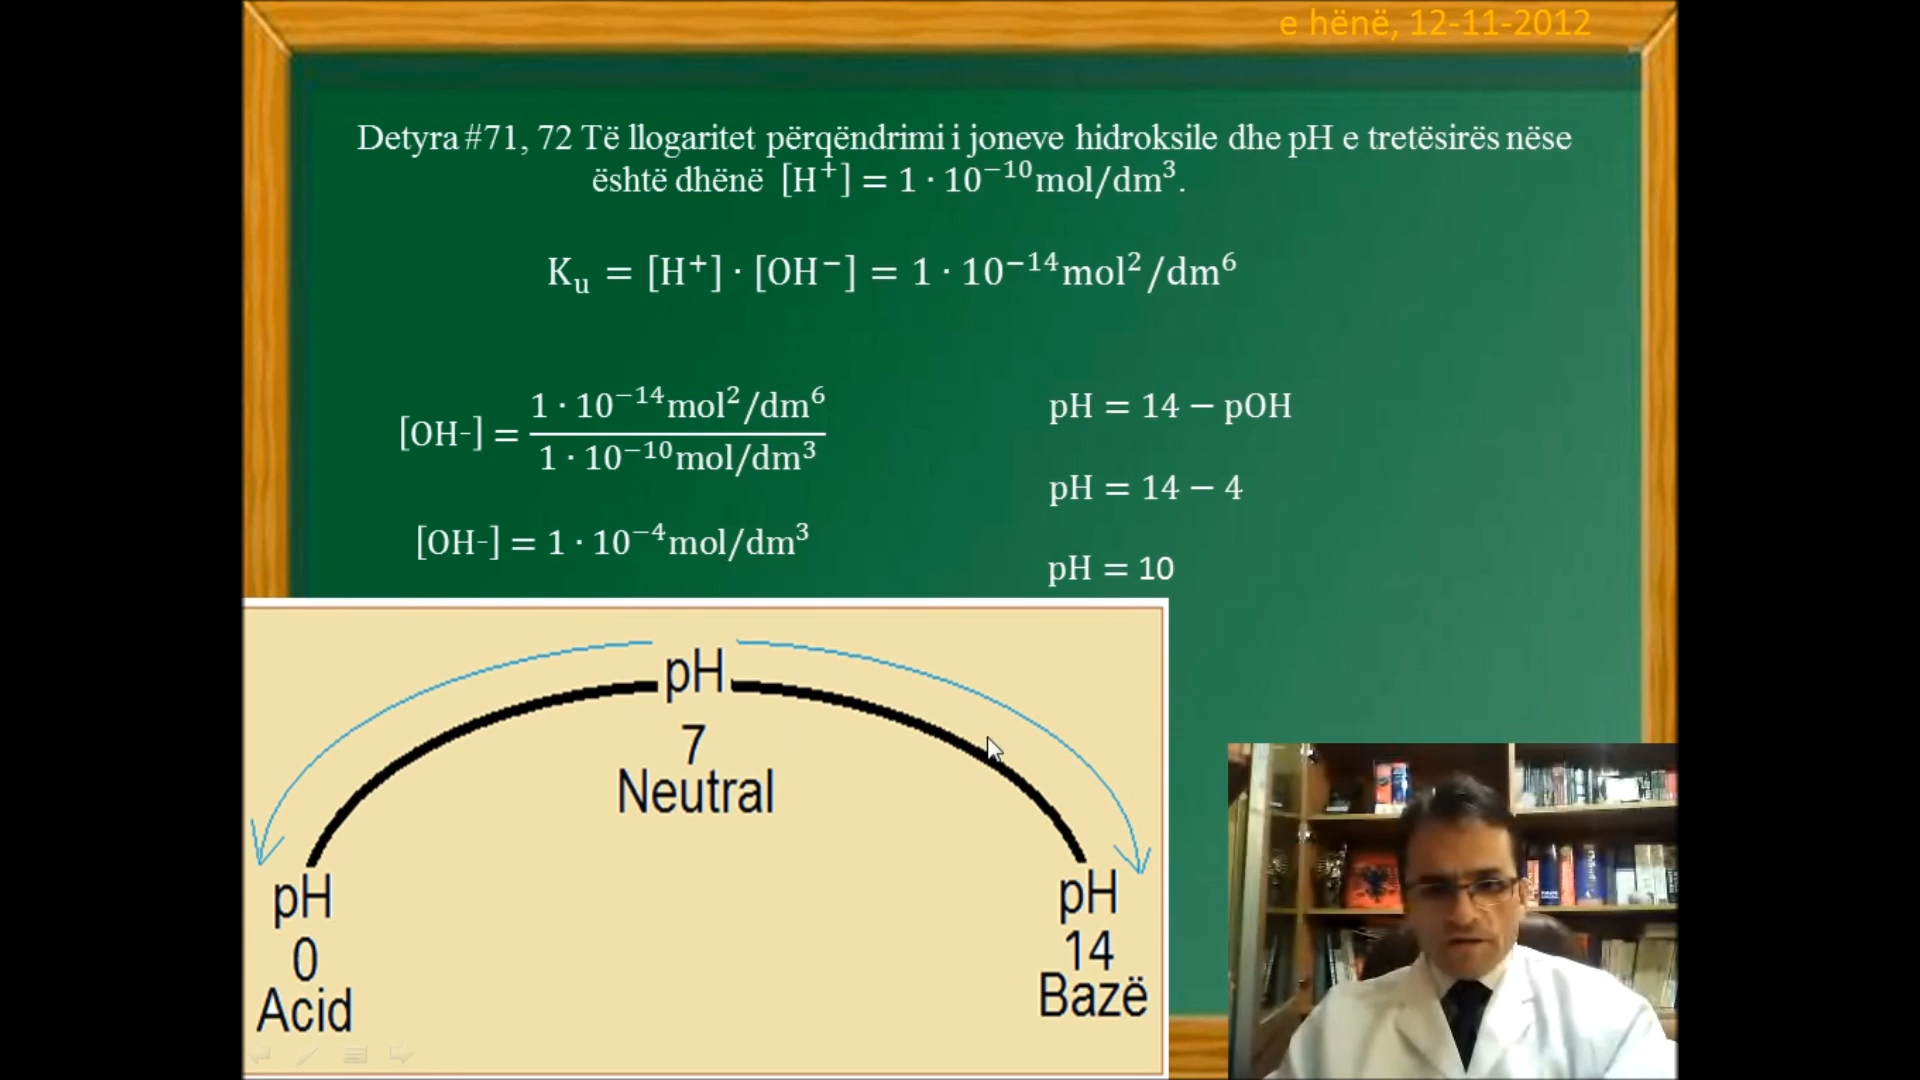 e hënë, 12-11-2012
Detyra #71, 72 Të llogaritet përqëndrimi i joneve hidroksile dhe pH e tretësirës nëse
është dhënë [H⁺] = 1 · 10⁻¹⁰mol/dm³.
Kᵤ = [H⁺] · [OH⁻] = 1 · 10⁻¹⁴mol²/dm⁶
[OH-] = 1 · 10⁻¹⁴mol²/dm⁶ / 1 · 10⁻¹⁰mol/dm³
[OH-] = 1 · 10⁻⁴mol/dm³
pH = 14 − pOH
pH = 14 − 4
pH = 10
pH
7
Neutral
pH
0
Acid
pH
14
Bazë